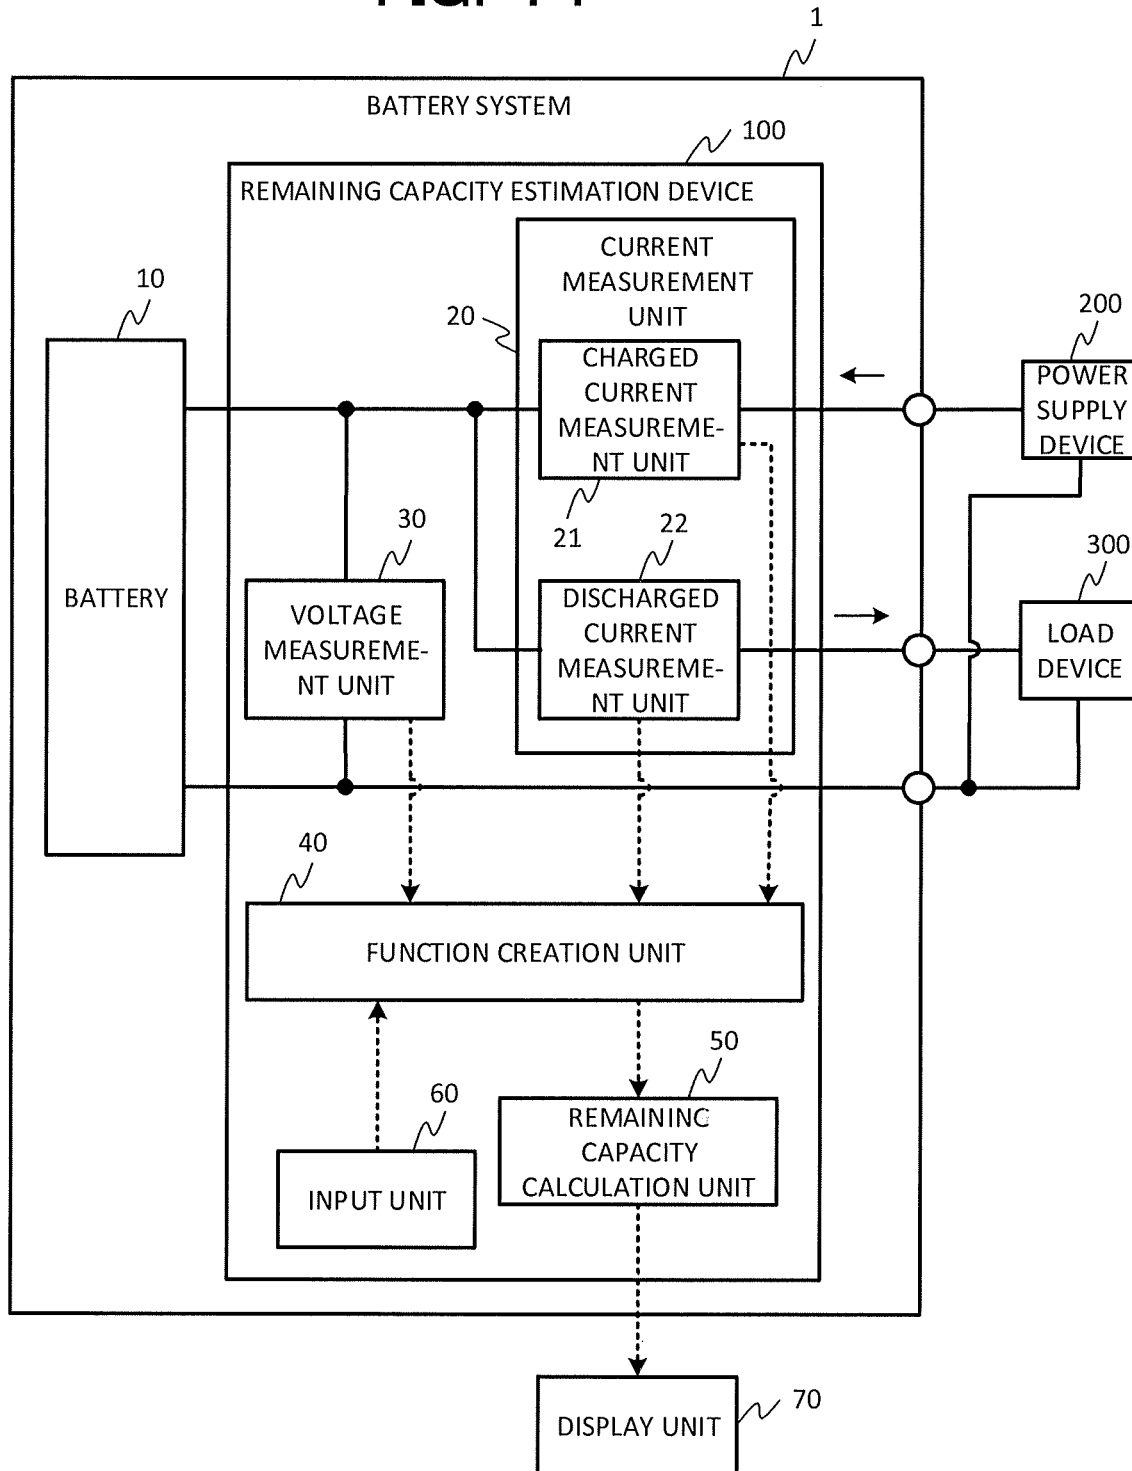 1
BATTERY SYSTEM
100
REMAINING CAPACITY ESTIMATION DEVICE
CURRENT
MEASUREMENT
UNIT
10
20
200
CHARGED
CURRENT
MEASUREME-
NT UNIT
POWER
SUPPLY
DEVICE
21
30
22
300
BATTERY
VOLTAGE
MEASUREME-
NT UNIT
DISCHARGED
CURRENT
MEASUREME-
NT UNIT
LOAD
DEVICE
40
FUNCTION CREATION UNIT
50
60
REMAINING
CAPACITY
CALCULATION UNIT
INPUT UNIT
70
DISPLAY UNIT